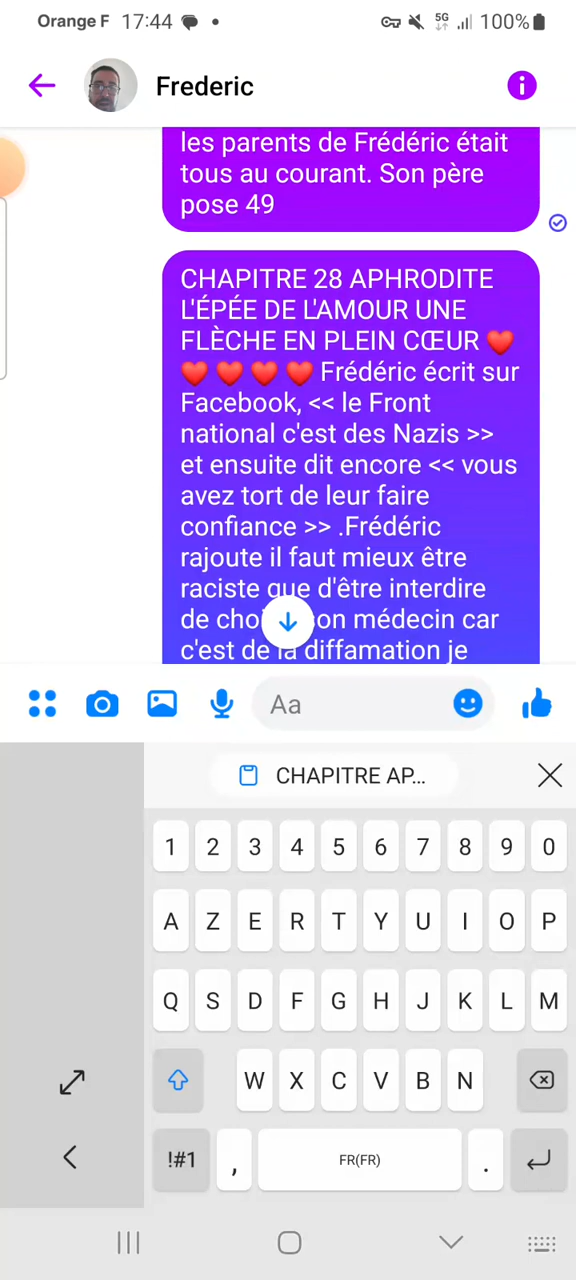 Orange F 17:44 5G 100%
Frederic
les parents de Frédéric était
tous au courant. Son père
pose 49
CHAPITRE 28 APHRODITE
L'ÉPÉE DE L'AMOUR UNE
FLÈCHE EN PLEIN CŒUR ❤️
❤️ ❤️ ❤️ ❤️ Frédéric écrit sur
Facebook, << le Front
national c'est des Nazis >>
et ensuite dit encore << vous
avez tort de leur faire
confiance >> .Frédéric
rajoute il faut mieux être
raciste que d'être interdire
de son médecin car
c'est de la diffamation je
Aa
CHAPITRE AP...
1 2 3 4 5 6 7 8 9 0
A Z E R T Y U I O P
Q S D F G H J K L M
W X C V B N
!#1 , FR(FR) .